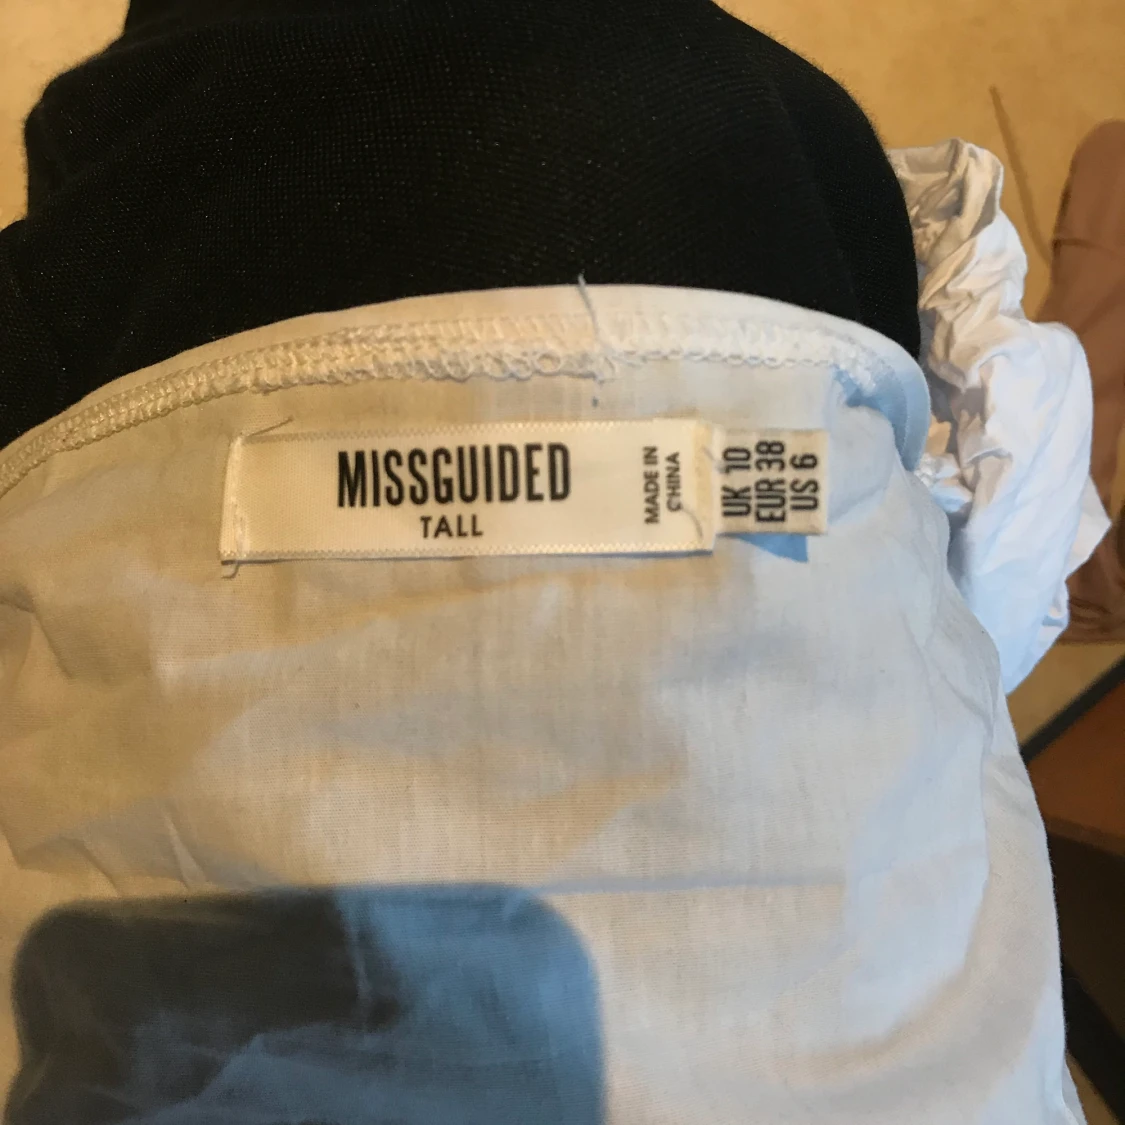 MISSGUIDED
TALL
MADE IN
CHINA
UK 10
EUR 38
US 6